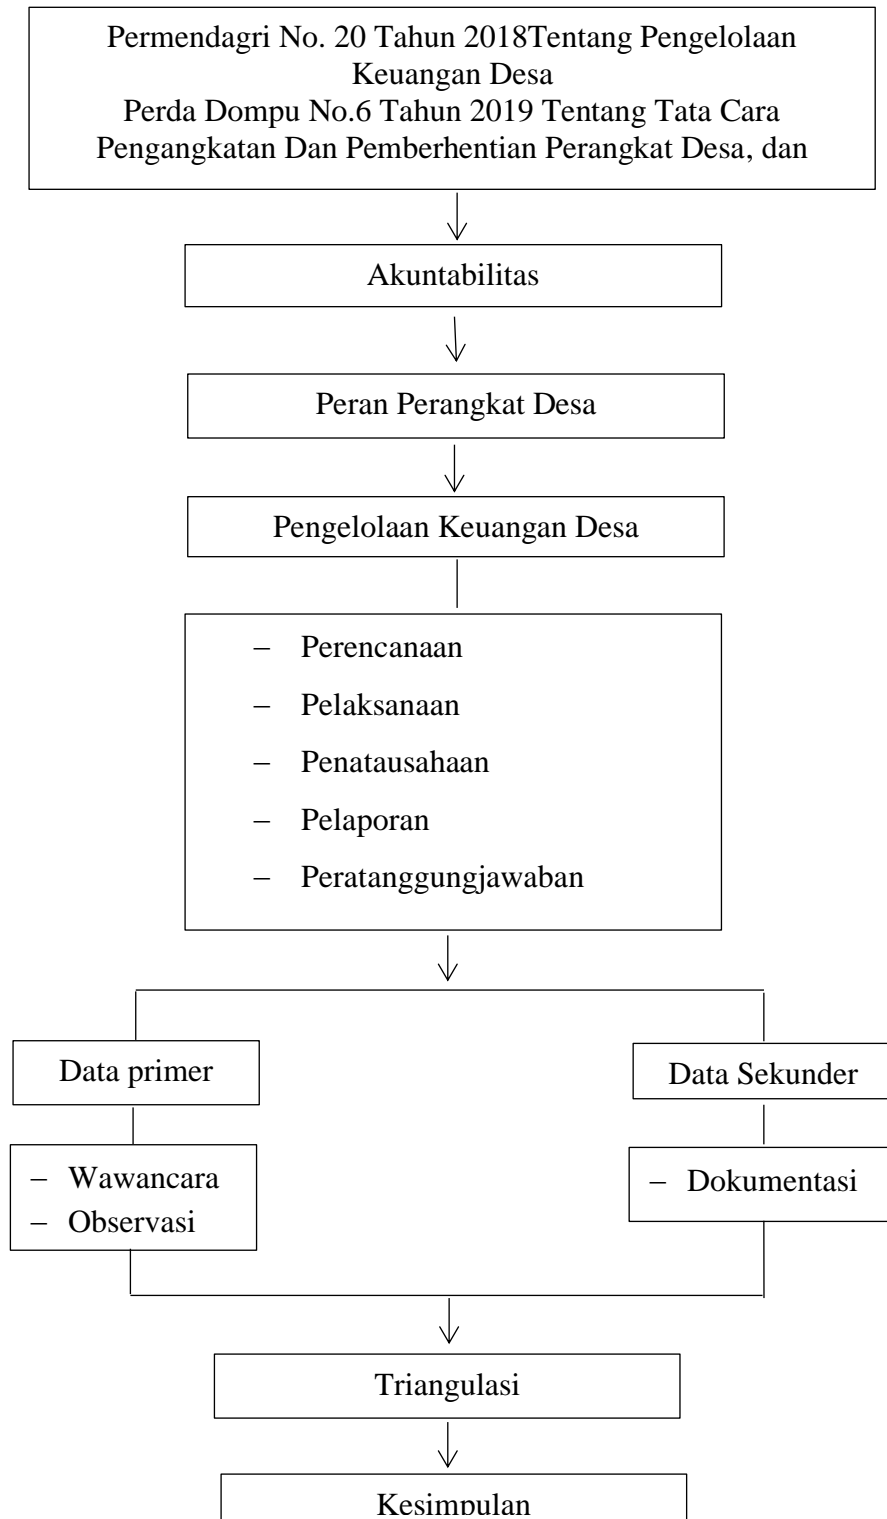 Permendagri No. 20 Tahun 2018Tentang Pengelolaan
Keuangan Desa
Perda Dompu No.6 Tahun 2019 Tentang Tata Cara
Pengangkatan Dan Pemberhentian Perangkat Desa, dan
Akuntabilitas
Peran Perangkat Desa
Pengelolaan Keuangan Desa
– Perencanaan
– Pelaksanaan
– Penatausahaan
– Pelaporan
– Peratanggungjawaban
Data primer
Data Sekunder
– Wawancara
– Observasi
– Dokumentasi
Triangulasi
Kesimpulan